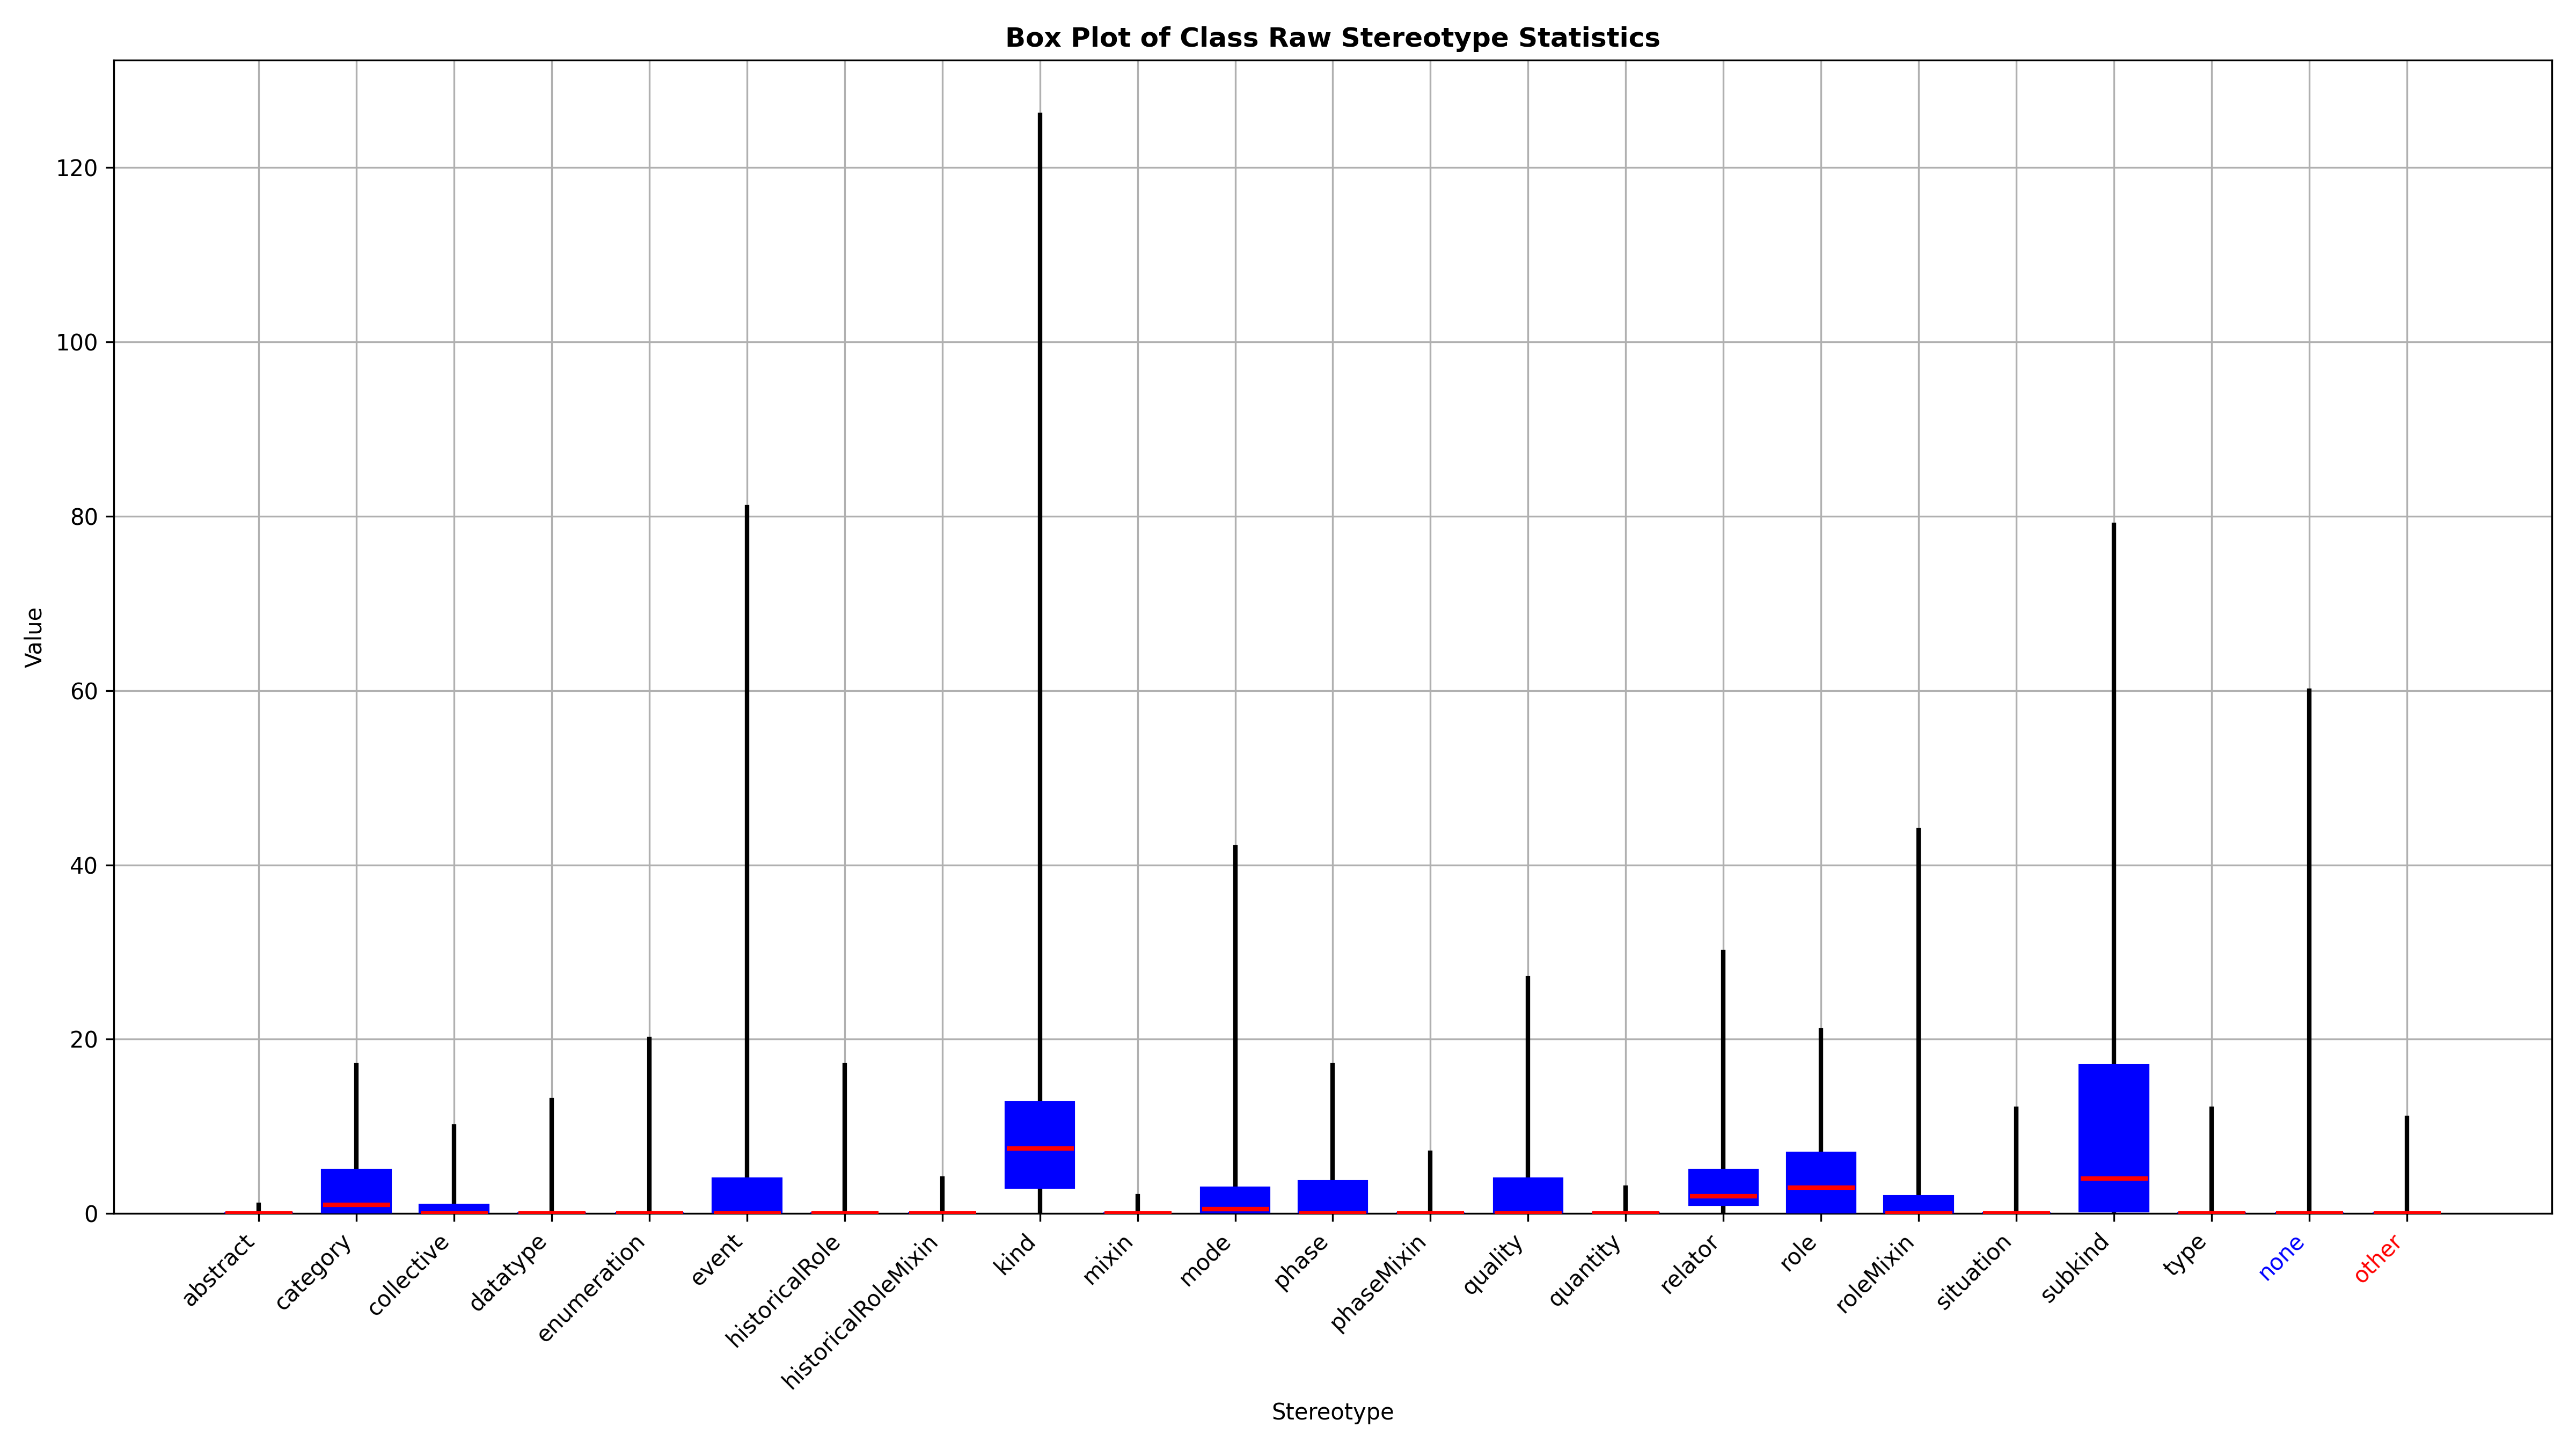 Box Plot of Class Raw Stereotype Statistics
Value
120
100
80
60
40
20
0
abstract
category
collective
datatype
enumeration
event
historicalRole
historicalRoleMixin
kind
mixin
mode
phase
phaseMixin
quality
quantity
relator
role
roleMixin
situation
subkind
type
none
other
Stereotype